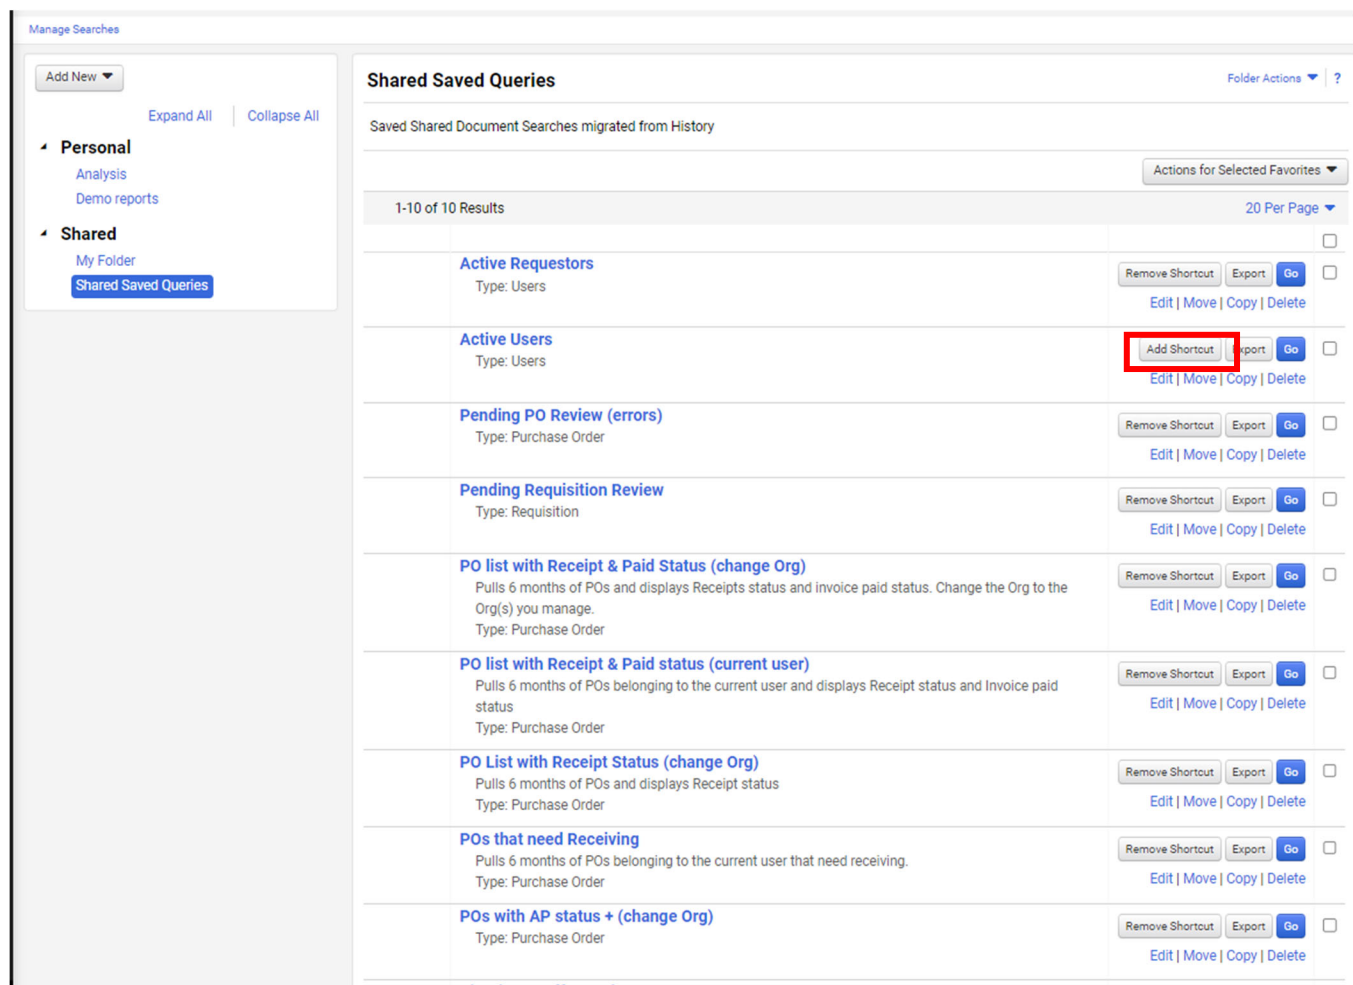 Manage Searches
Add New
Expand All Collapse All
Personal
Analysis
Demo reports
Shared
My Folder
Shared Saved Queries
Shared Saved Queries
Folder Actions ?
Saved Shared Document Searches migrated from History
Actions for Selected Favorites
1-10 of 10 Results 20 Per Page
Active Requestors
Type: Users
Remove Shortcut Export Go
Edit | Move | Copy | Delete
Active Users
Type: Users
Add Shortcut Go
Edit | Move | Copy | Delete
Pending PO Review (errors)
Type: Purchase Order
Remove Shortcut Export Go
Edit | Move | Copy | Delete
Pending Requisition Review
Type: Requisition
Remove Shortcut Export Go
Edit | Move | Copy | Delete
PO list with Receipt & Paid Status (change Org)
Pulls 6 months of POs and displays Receipts status and invoice paid status. Change the Org to the
Org(s) you manage.
Type: Purchase Order
Remove Shortcut Export Go
Edit | Move | Copy | Delete
PO list with Receipt & Paid status (current user)
Pulls 6 months of POs belonging to the current user and displays Receipt status and Invoice paid
status
Type: Purchase Order
Remove Shortcut Export Go
Edit | Move | Copy | Delete
PO List with Receipt Status (change Org)
Pulls 6 months of POs and displays Receipt status
Type: Purchase Order
Remove Shortcut Export Go
Edit | Move | Copy | Delete
POs that need Receiving
Pulls 6 months of POs belonging to the current user that need receiving.
Type: Purchase Order
Remove Shortcut Export Go
Edit | Move | Copy | Delete
POs with AP status + (change Org)
Type: Purchase Order
Remove Shortcut Export Go
Edit | Move | Copy | Delete